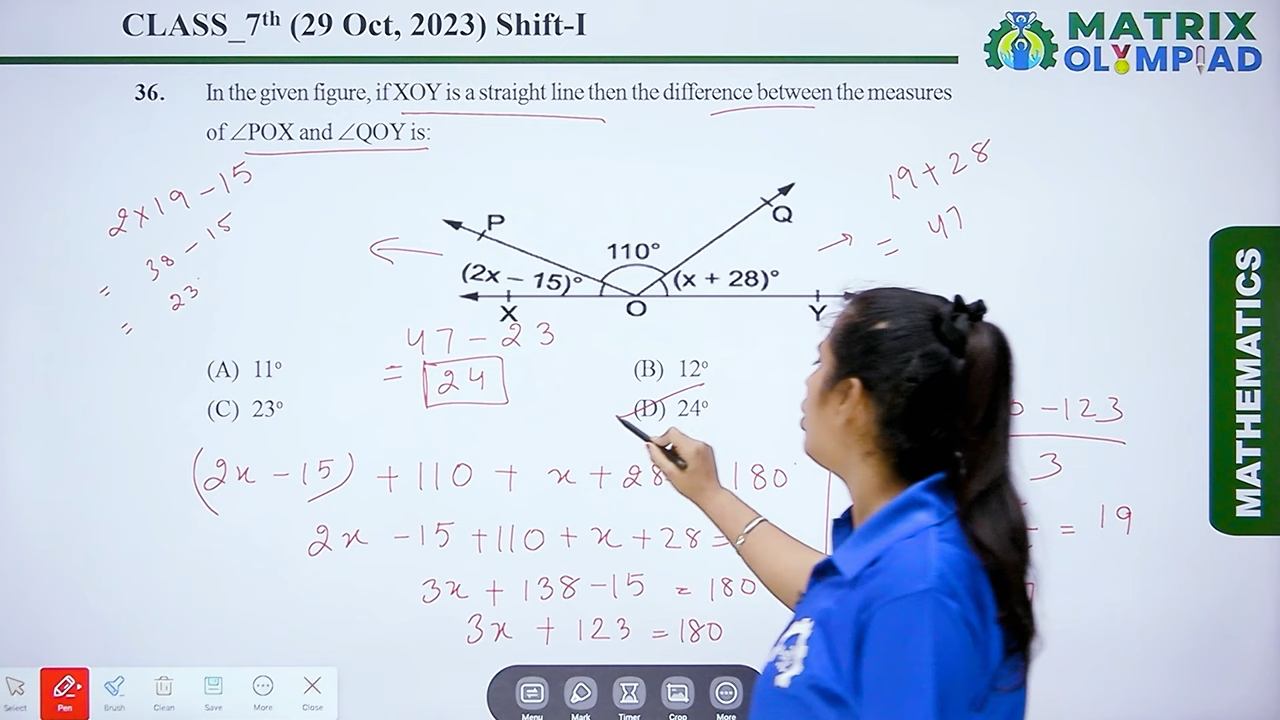 CLASS_7th (29 Oct, 2023) Shift-I
MATRIX
OLYMPIAD
36. In the given figure, if XOY is a straight line then the difference between the measures
of ∠POX and ∠QOY is:
2×19-15
= 38-15
= 23
19+28
= 47
P
Q
110°
(2x – 15)° (x + 28)°
X O Y
47-23
= 24
(A) 11° (B) 12°
(C) 23° (D) 24°
-123
3
= 19
(2x-15) + 110 + x + 28 180
2x -15 +110 + x + 28 =
3x + 138 -15 = 180
3x + 123 = 180
MATHEMATICS
Select Pen Brush Clean Save More Close
Menu Mark Timer Crop More